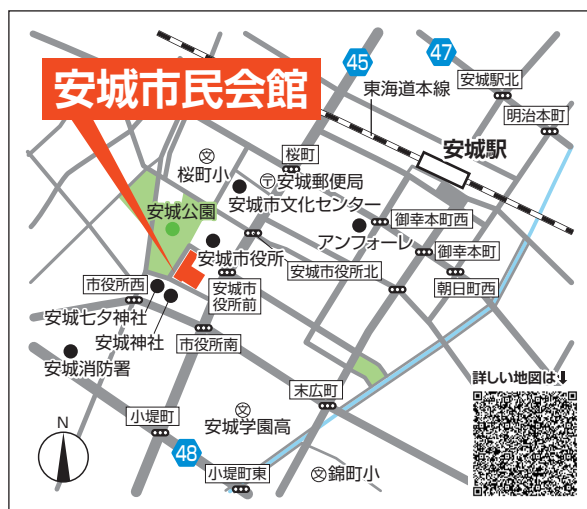 安城市民会館
45
47
東海道本線
安城駅北
明治本町
安城駅
桜町
桜町小
安城郵便局
安城市文化センター
御幸本町西
安城公園
アンフォーレ
御幸本町
安城市役所
安城市役所北
朝日町西
市役所西
安城市
役所前
安城七夕神社
安城神社
市役所南
安城消防署
詳しい地図は⬇
末広町
小堤町
安城学園高
N
48
小堤町東
錦町小